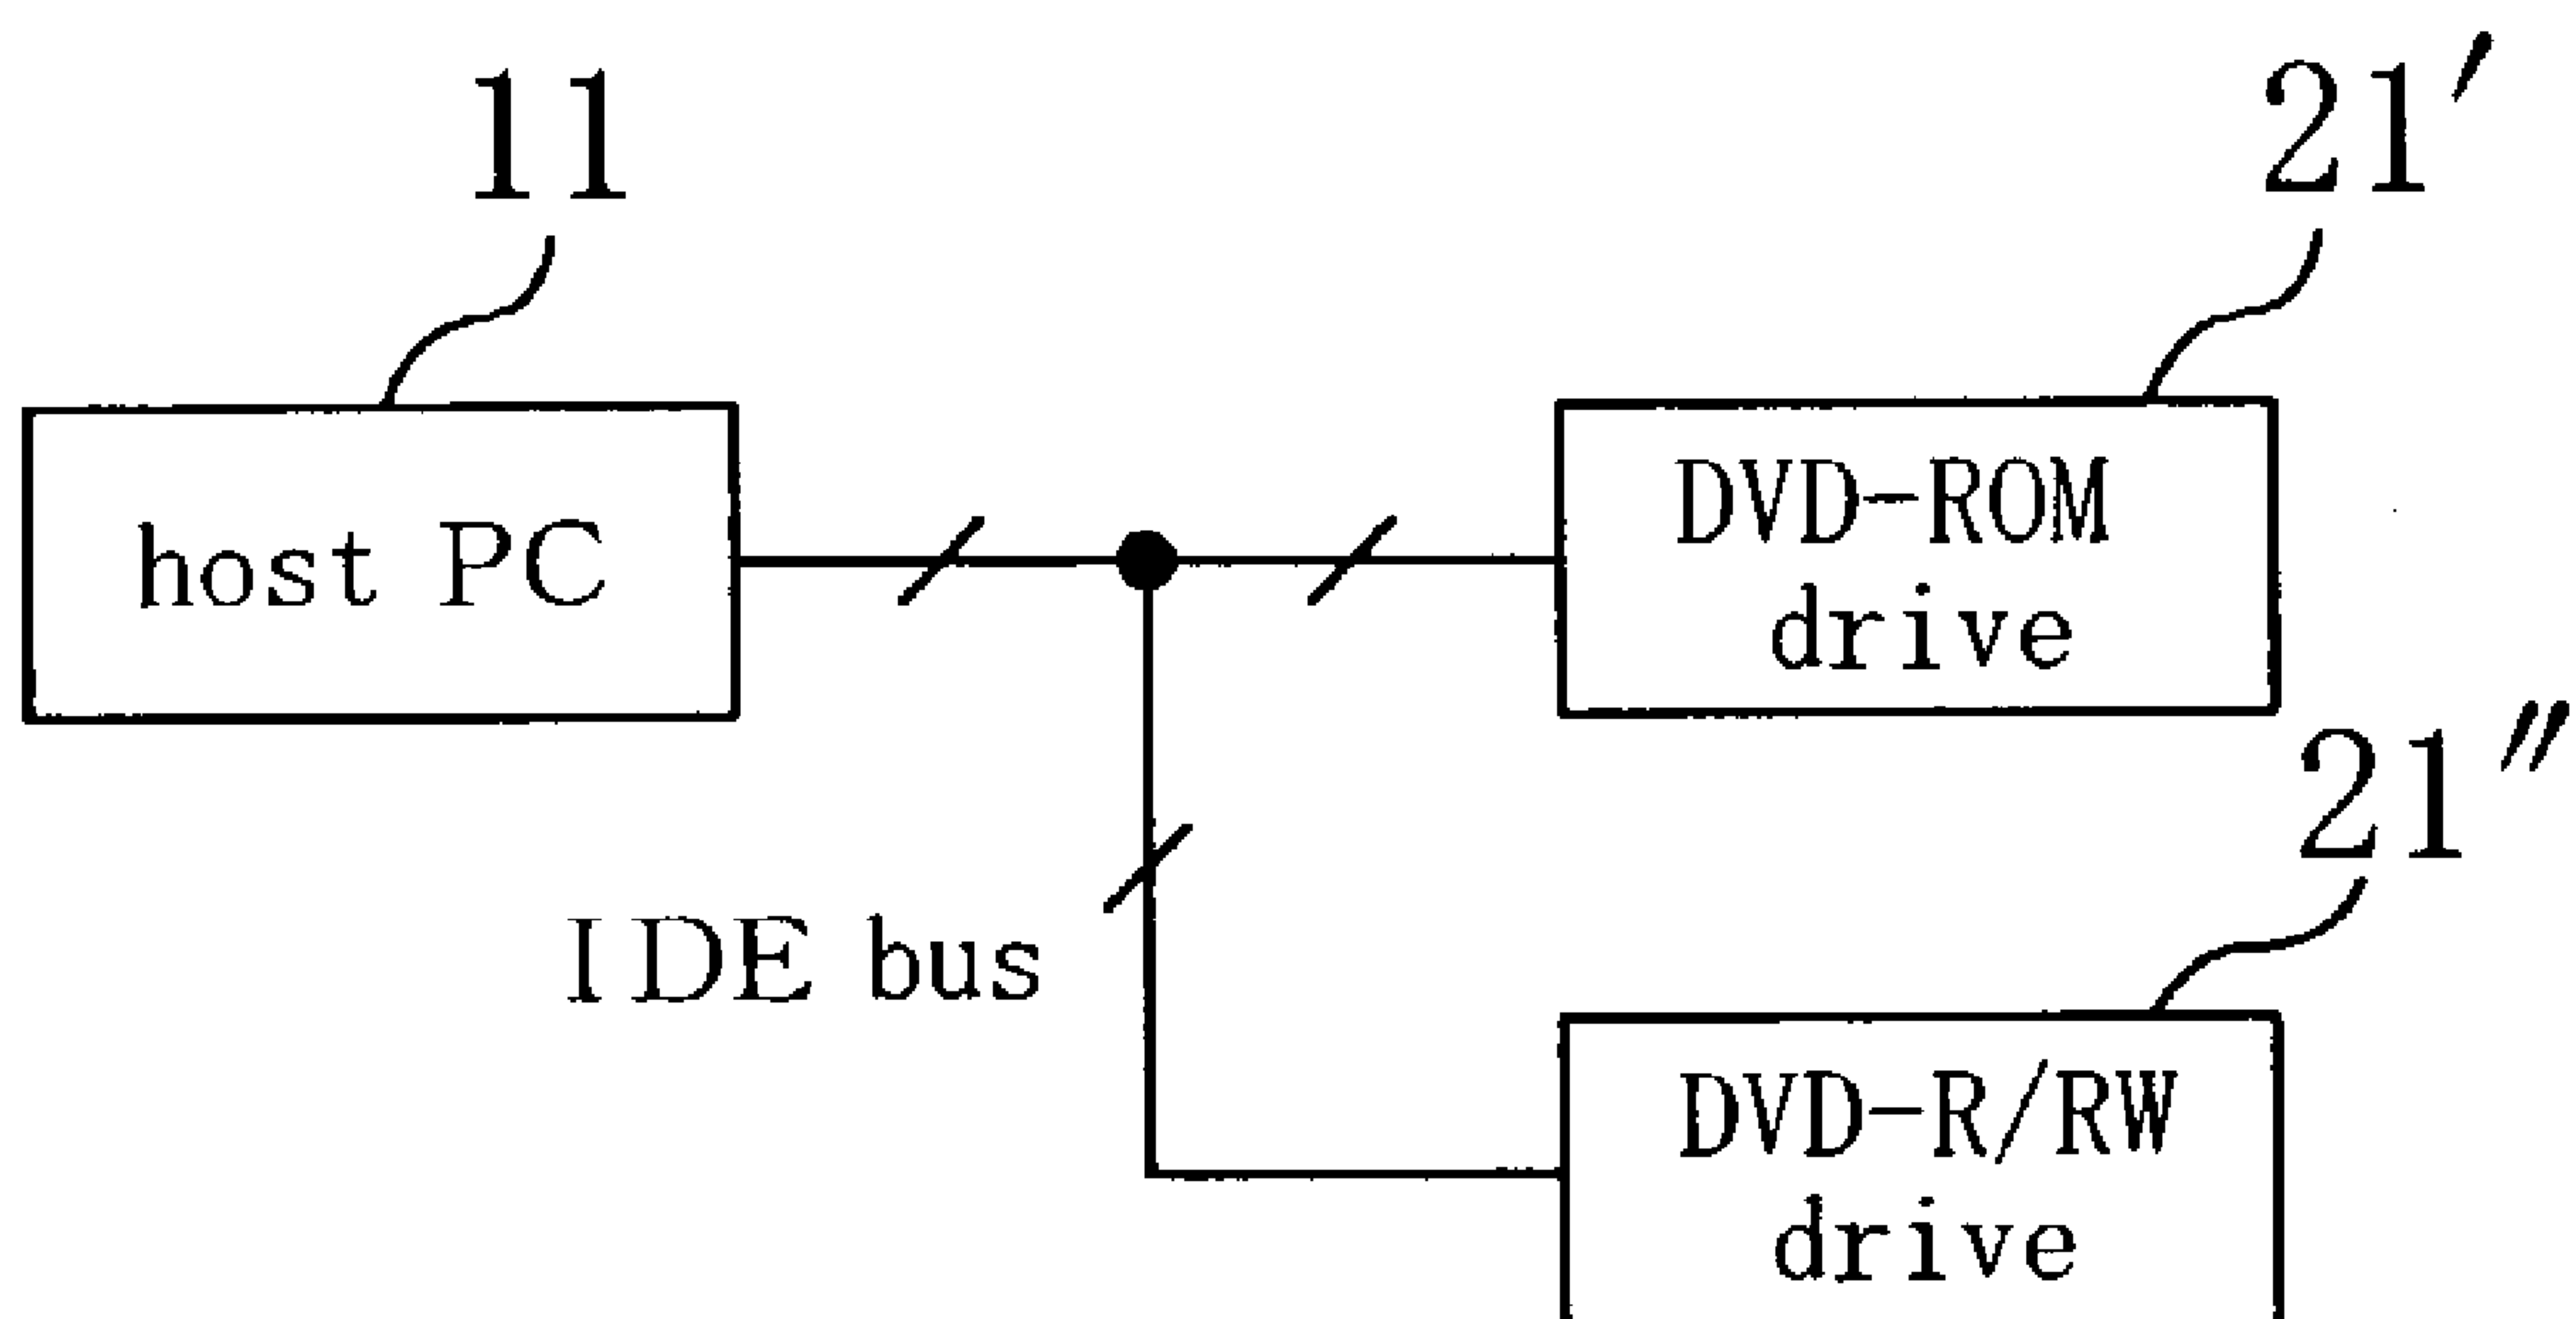 11
21′
host PC
DVD-ROM
drive
21″
IDE bus
DVD-R/RW
drive